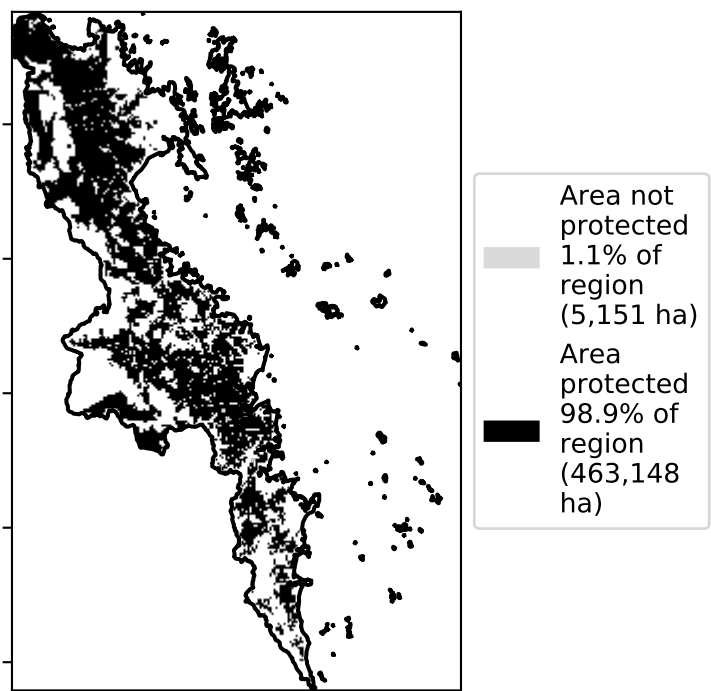 Area not
protected
1.1% of
region
(5,151 ha)
Area
protected
98.9% of
region
(463,148
ha)